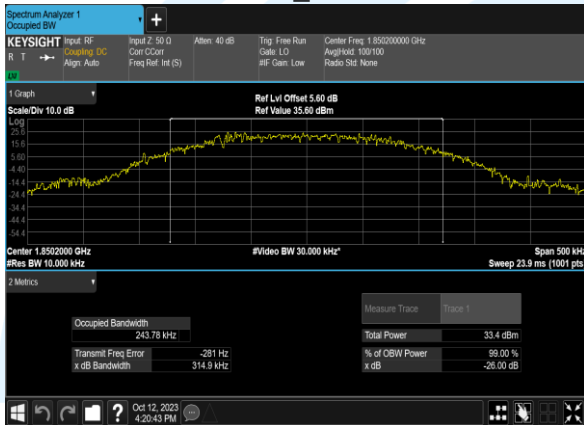 Spectrum Analyzer 1
Occupied BW
KEYSIGHT
R T
Input: RF
Coupling: DC
Align: Auto
Input Z: 50 Ω
Corr CCorr
Freq Ref: Int (S)
Atten: 40 dB
Trig: Free Run
Gate: LO
#IF Gain: Low
Center Freq: 1.850200000 GHz
Avg|Hold: 100/100
Radio Std: None
1 Graph
Scale/Div 10.0 dB
Ref Lvl Offset 5.60 dB
Ref Value 35.60 dBm
Log
25.6
15.6
5.60
-4.40
-14.4
-24.4
-34.4
-44.4
-54.4
Center 1.8502000 GHz
#Res BW 10.000 kHz
#Video BW 30.000 kHz*
Span 500 kHz
Sweep 23.9 ms (1001 pts
2 Metrics
Measure Trace
Trace 1
Occupied Bandwidth
243.78 kHz
Total Power
33.4 dBm
Transmit Freq Error
-281 Hz
% of OBW Power
99.00 %
x dB Bandwidth
314.9 kHz
x dB
-26.00 dB
?
Oct 12, 2023
4:20:43 PM